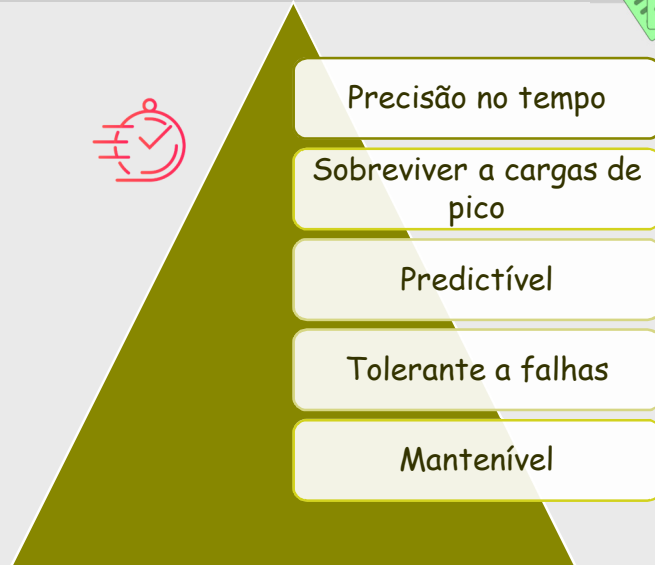 Precisão no tempo
Sobreviver a cargas de
pico
Predictível
Tolerante a falhas
Mantenível